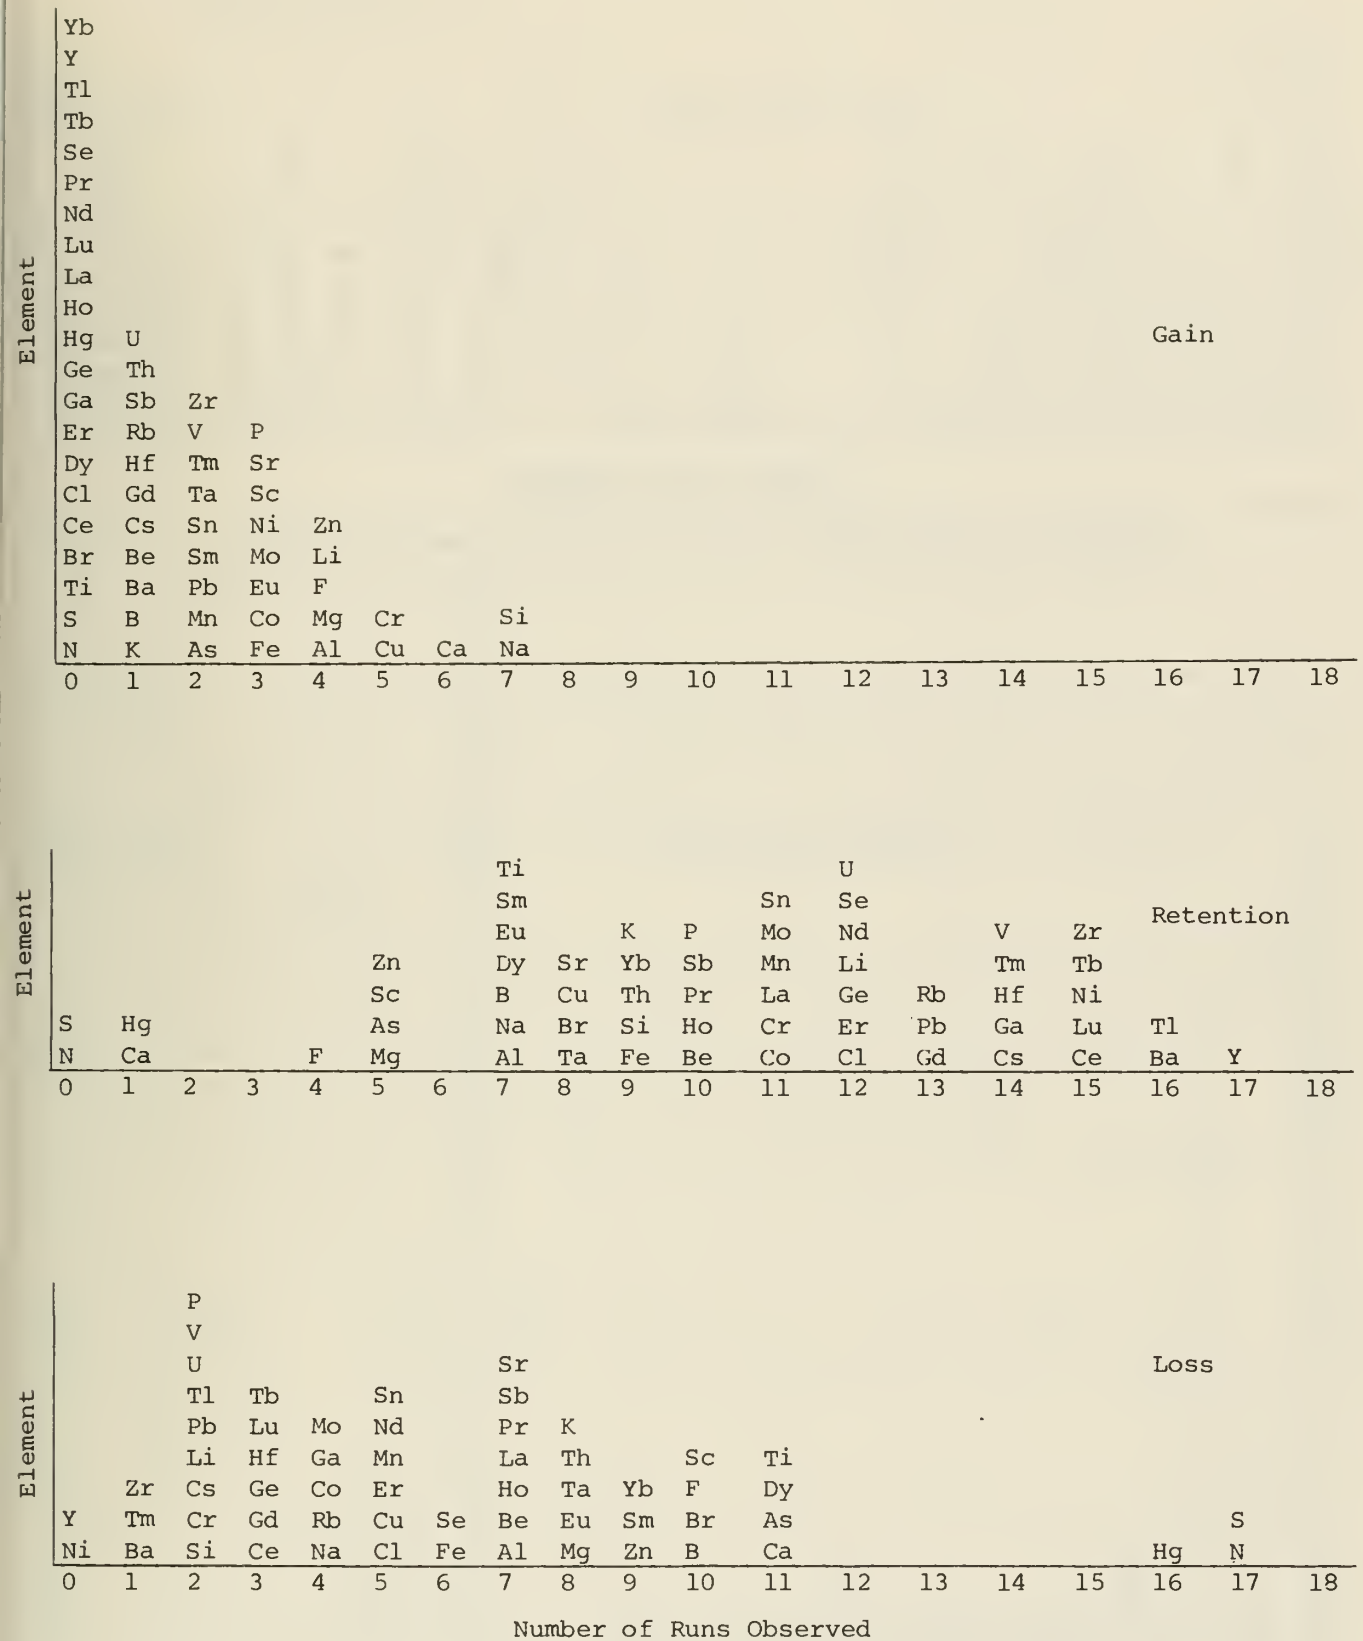 Yb
Y
Tl
Tb
Se
Pr
Nd
Lu
La
Ho
Hg U Gain
Ge Th
Ga Sb Zr
Er Rb V P
Dy Hf Tm Sr
Cl Gd Ta Sc
Ce Cs Sn Ni Zn
Br Be Sm Mo Li
Ti Ba Pb Eu F
S B Mn Co Mg Cr Si
N K As Fe Al Cu Ca Na
0 1 2 3 4 5 6 7 8 9 10 11 12 13 14 15 16 17 18
Element
Ti U
Sm Sn Se Retention
Eu K P Mo Nd V Zr
Zn Dy Sr Yb Sb Mn Li Tm Tb
Sc B Cu Th Pr La Ge Rb Hf Ni
S Hg As Na Br Si Ho Cr Er Pb Ga Lu Tl
N Ca F Mg Al Ta Fe Be Co Cl Gd Cs Ce Ba Y
0 1 2 3 4 5 6 7 8 9 10 11 12 13 14 15 16 17 18
Element
P
V
U Sr Loss
Tl Tb Sn Sb
Pb Lu Mo Nd Pr K
Li Hf Ga Mn La Th Sc Ti
Zr Cs Ge Co Er Ho Ta Yb F Dy
Y Tm Cr Gd Rb Cu Se Be Eu Sm Br As S
Ni Ba Si Ce Na Cl Fe Al Mg Zn B Ca Hg N
0 1 2 3 4 5 6 7 8 9 10 11 12 13 14 15 16 17 18
Element
Number of Runs Observed